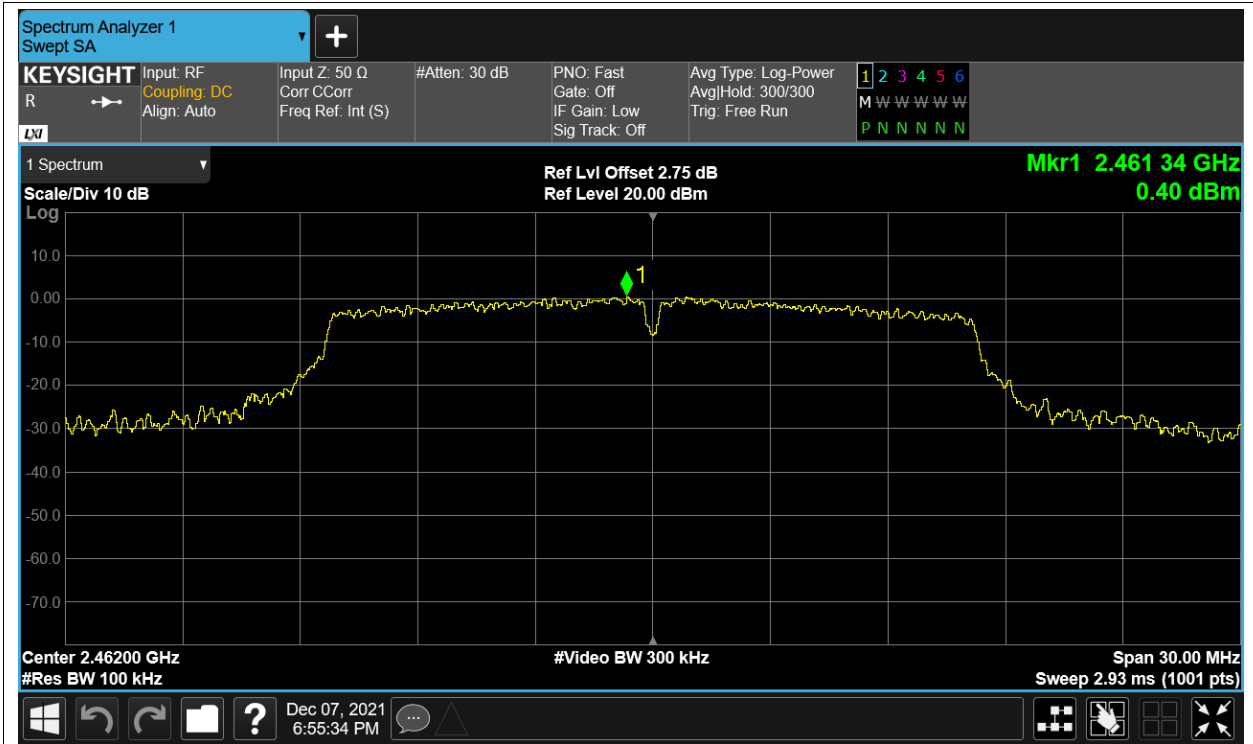 Spectrum Analyzer 1
Swept SA
KEYSIGHT
R
LXI
Input: RF
Coupling: DC
Align: Auto
Input Z: 50 Ω
Corr CCorr
Freq Ref: Int (S)
#Atten: 30 dB
PNO: Fast
Gate: Off
IF Gain: Low
Sig Track: Off
Avg Type: Log-Power
Avg|Hold: 300/300
Trig: Free Run
1 2 3 4 5 6
M W W W W W
P N N N N N
1 Spectrum
Scale/Div 10 dB
Log
Ref Lvl Offset 2.75 dB
Ref Level 20.00 dBm
Mkr1 2.461 34 GHz
0.40 dBm
10.0
0.00
-10.0
-20.0
-30.0
-40.0
-50.0
-60.0
-70.0
1
Center 2.46200 GHz
#Res BW 100 kHz
#Video BW 300 kHz
Span 30.00 MHz
Sweep 2.93 ms (1001 pts)
?
Dec 07, 2021
6:55:34 PM